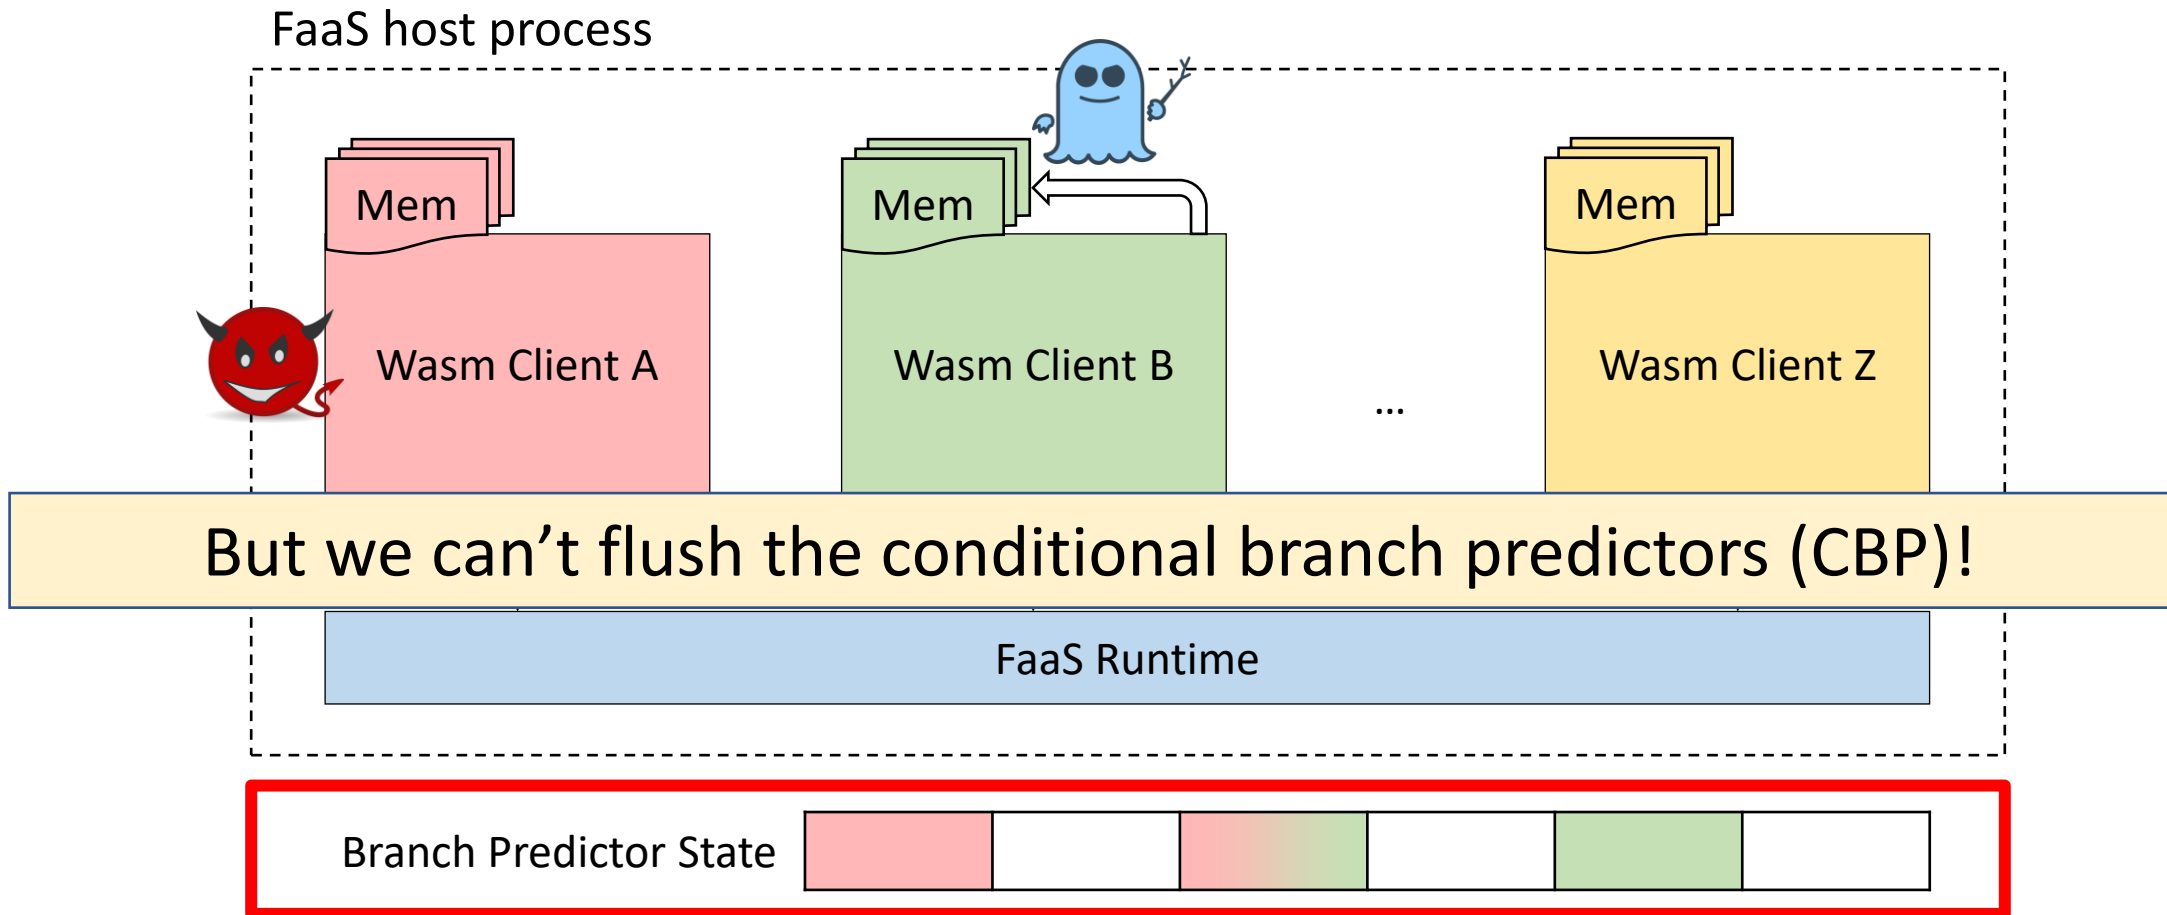 FaaS host process
Mem
Mem
Mem
Wasm Client A
Wasm Client B
...
Wasm Client Z
But we can’t flush the conditional branch predictors (CBP)!
FaaS Runtime
Branch Predictor State